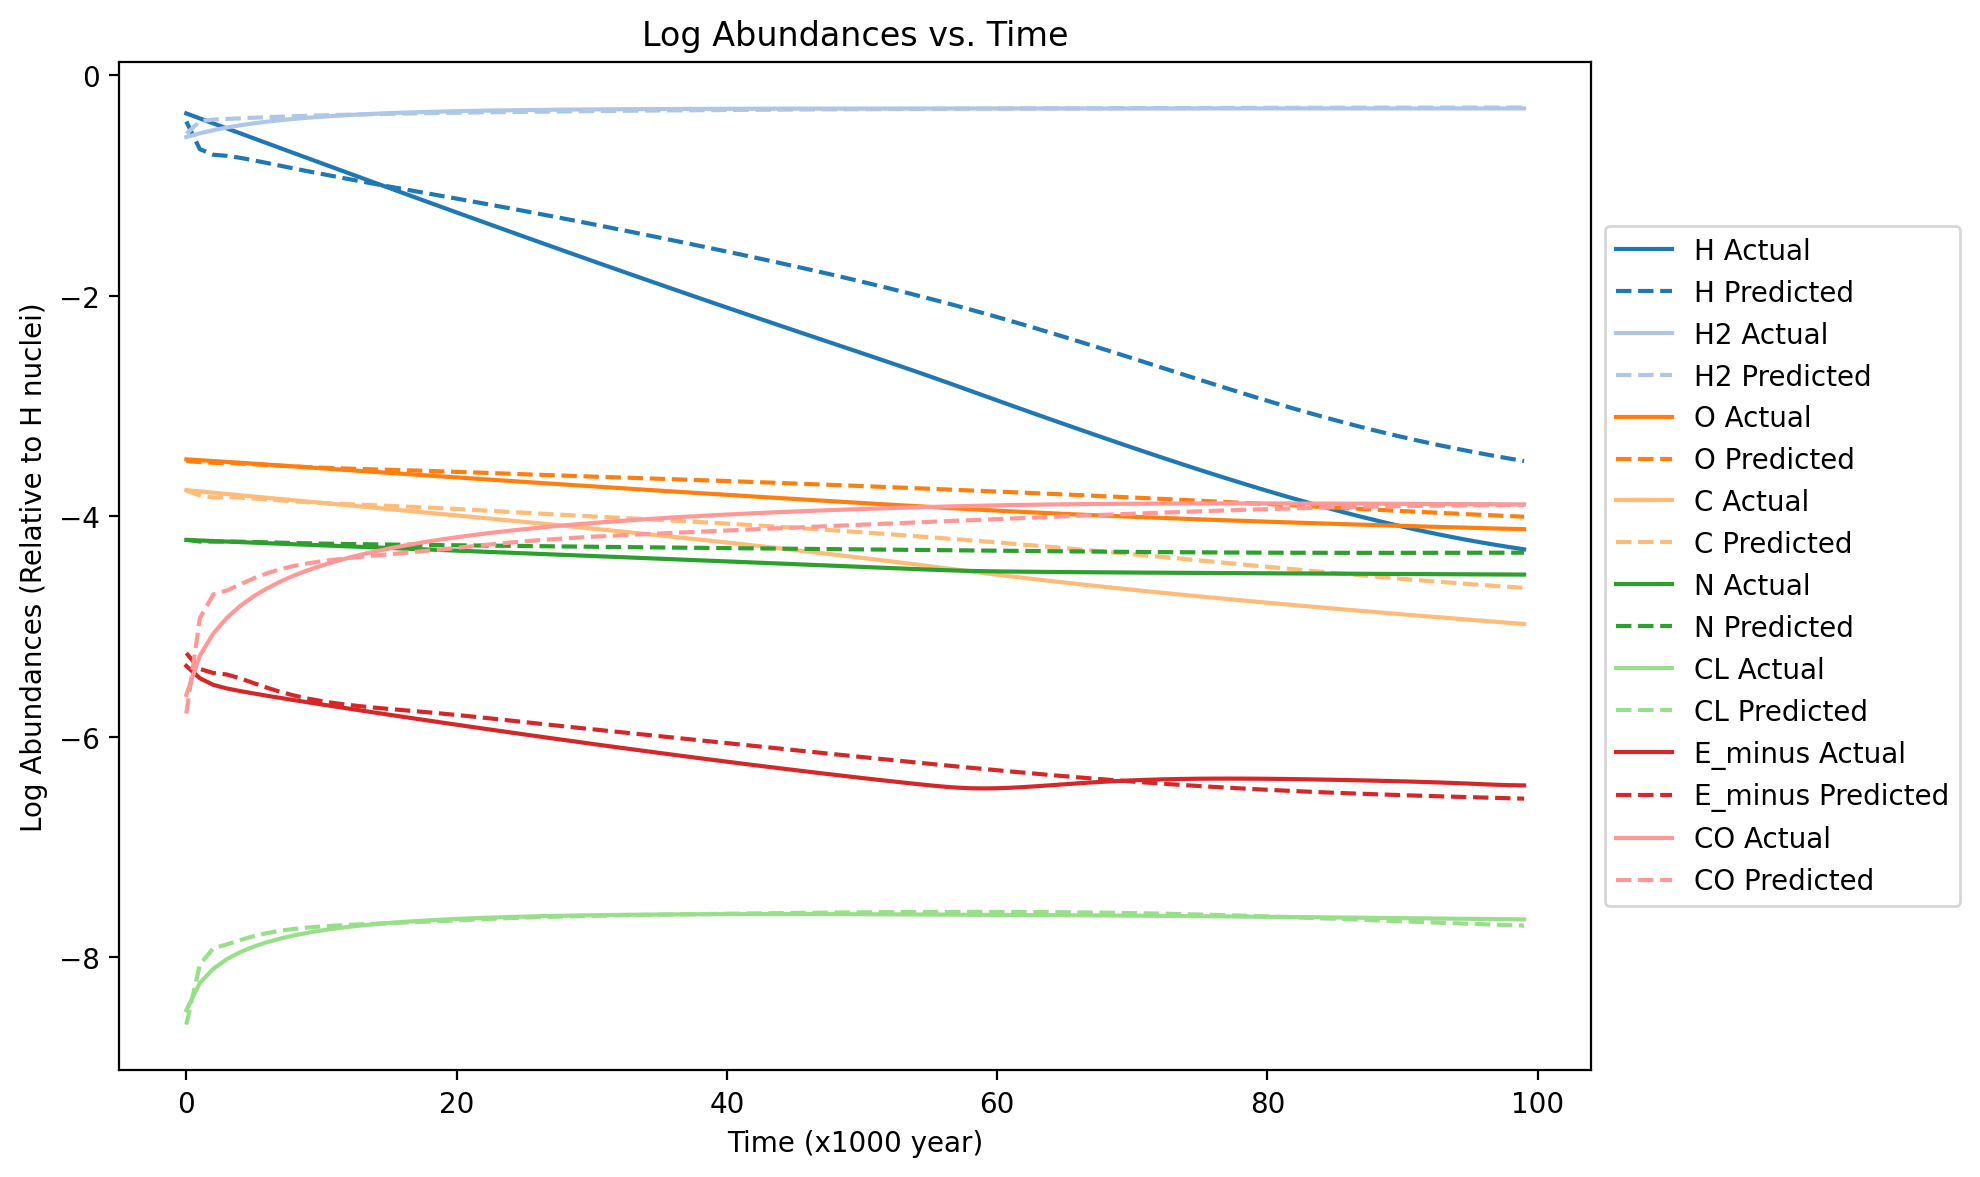 Log Abundances vs. Time
Log Abundances (Relative to H nuclei)
0
−2
−4
−6
−8
0
20
40
60
80
100
Time (x1000 year)
H Actual
H Predicted
H2 Actual
H2 Predicted
O Actual
O Predicted
C Actual
C Predicted
N Actual
N Predicted
CL Actual
CL Predicted
E_minus Actual
E_minus Predicted
CO Actual
CO Predicted